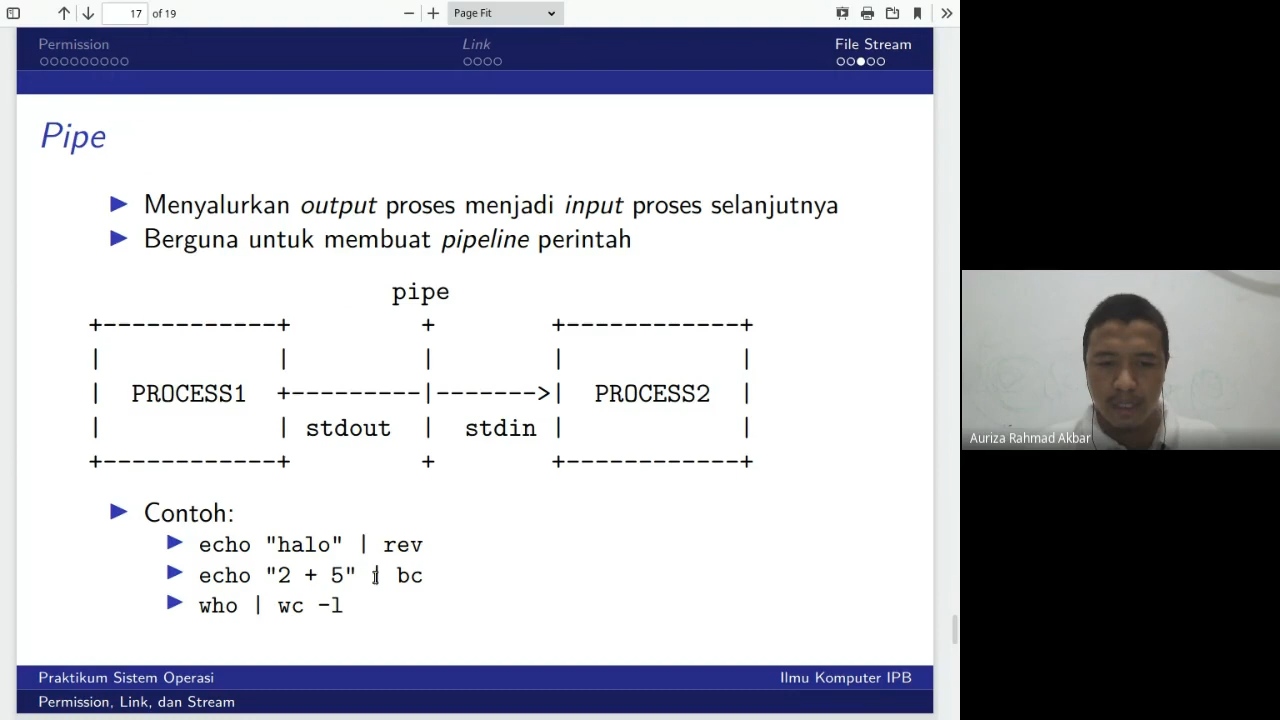 17 of 19 Page Fit
Permission Link File Stream
Pipe
Menyalurkan output proses menjadi input proses selanjutnya
Berguna untuk membuat pipeline perintah
pipe
+------------+ + +------------+
| | | | |
| PROCESS1 +---------|------->| PROCESS2 |
| | stdout | stdin | |
+------------+ + +------------+
Contoh:
echo "halo" | rev
echo "2 + 5" | bc
who | wc -l
Praktikum Sistem Operasi Ilmu Komputer IPB
Permission, Link, dan Stream
Auriza Rahmad Akbar